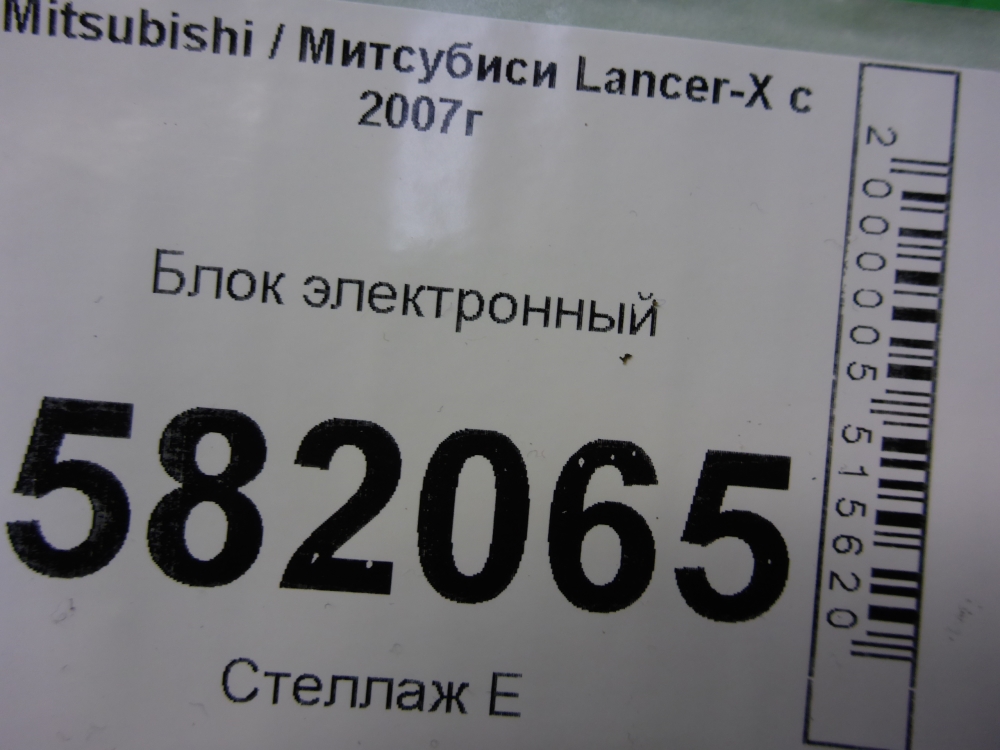 Mitsubishi / Митсубиси Lancer-X с
2007г
Блок электронный
582065
Стеллаж Е
2000005515620